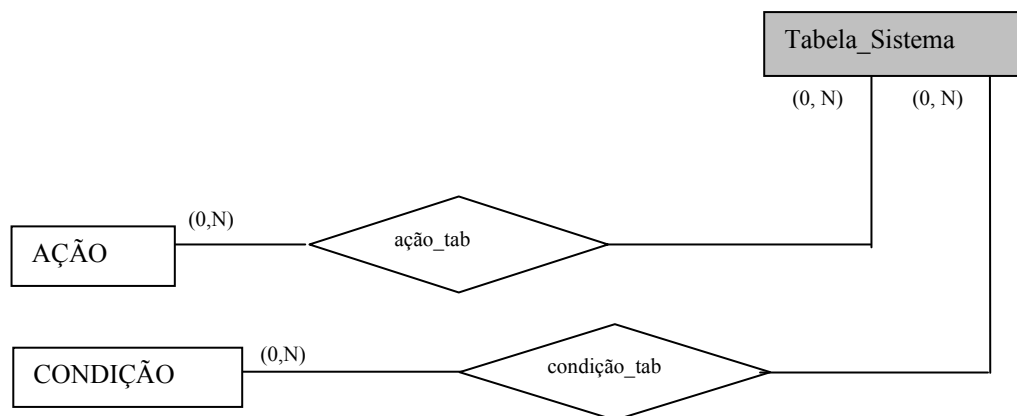 Tabela_Sistema
(0, N)
(0, N)
(0,N)
ação_tab
AÇÃO
(0,N)
condição_tab
CONDIÇÃO